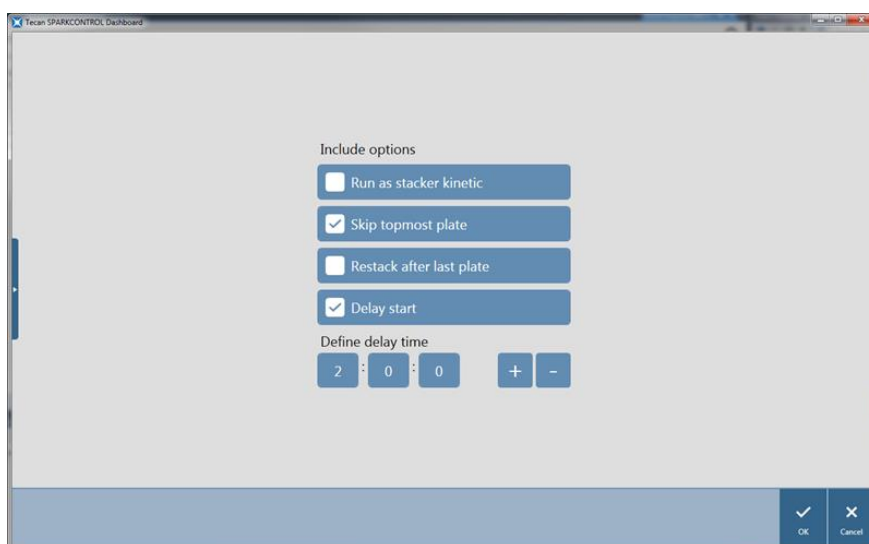 Tecan SPARKCONTROL Dashboard
Include options
Run as stacker kinetic
Skip topmost plate
Restack after last plate
Delay start
Define delay time
2 : 0 : 0 + -
OK Cancel